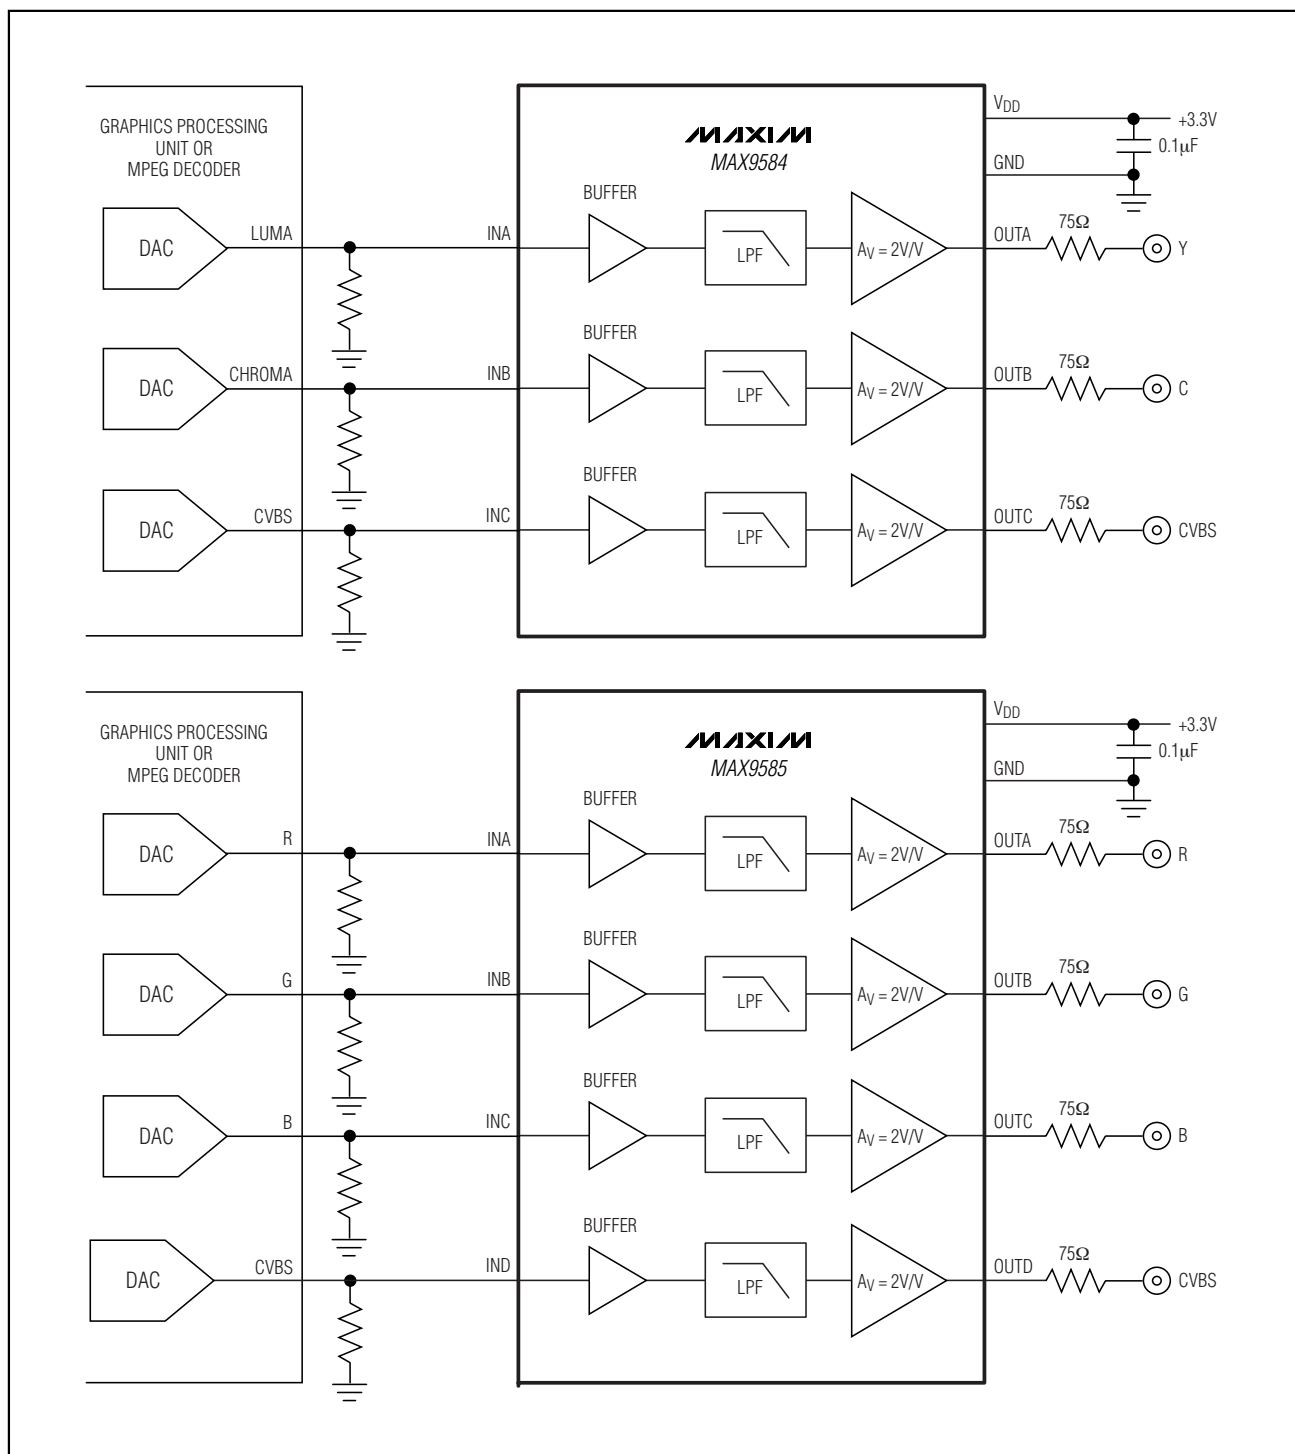 GRAPHICS PROCESSING
UNIT OR
MPEG DECODER
MAXIM
MAX9584
VDD
+3.3V
0.1µF
GND
DAC
LUMA
INA
BUFFER
LPF
AV = 2V/V
OUTA
75Ω
Y
DAC
CHROMA
INB
BUFFER
LPF
AV = 2V/V
OUTB
75Ω
C
DAC
CVBS
INC
BUFFER
LPF
AV = 2V/V
OUTC
75Ω
CVBS
GRAPHICS PROCESSING
UNIT OR
MPEG DECODER
MAXIM
MAX9585
VDD
+3.3V
0.1µF
GND
DAC
R
INA
BUFFER
LPF
AV = 2V/V
OUTA
75Ω
R
DAC
G
INB
BUFFER
LPF
AV = 2V/V
OUTB
75Ω
G
DAC
B
INC
BUFFER
LPF
AV = 2V/V
OUTC
75Ω
B
DAC
CVBS
IND
BUFFER
LPF
AV = 2V/V
OUTD
75Ω
CVBS